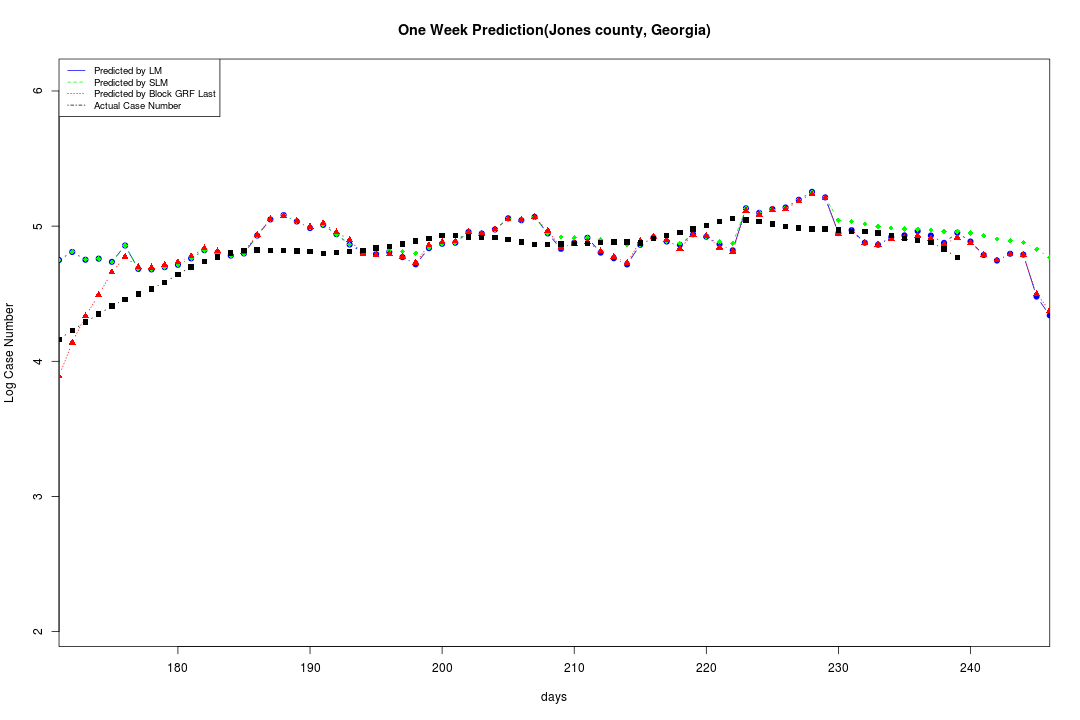 One Week Prediction(Jones county, Georgia)
Predicted by LM
Predicted by SLM
Predicted by Block GRF Last
Actual Case Number
6
5
4
3
2
Log Case Number
180 190 200 210 220 230 240
days